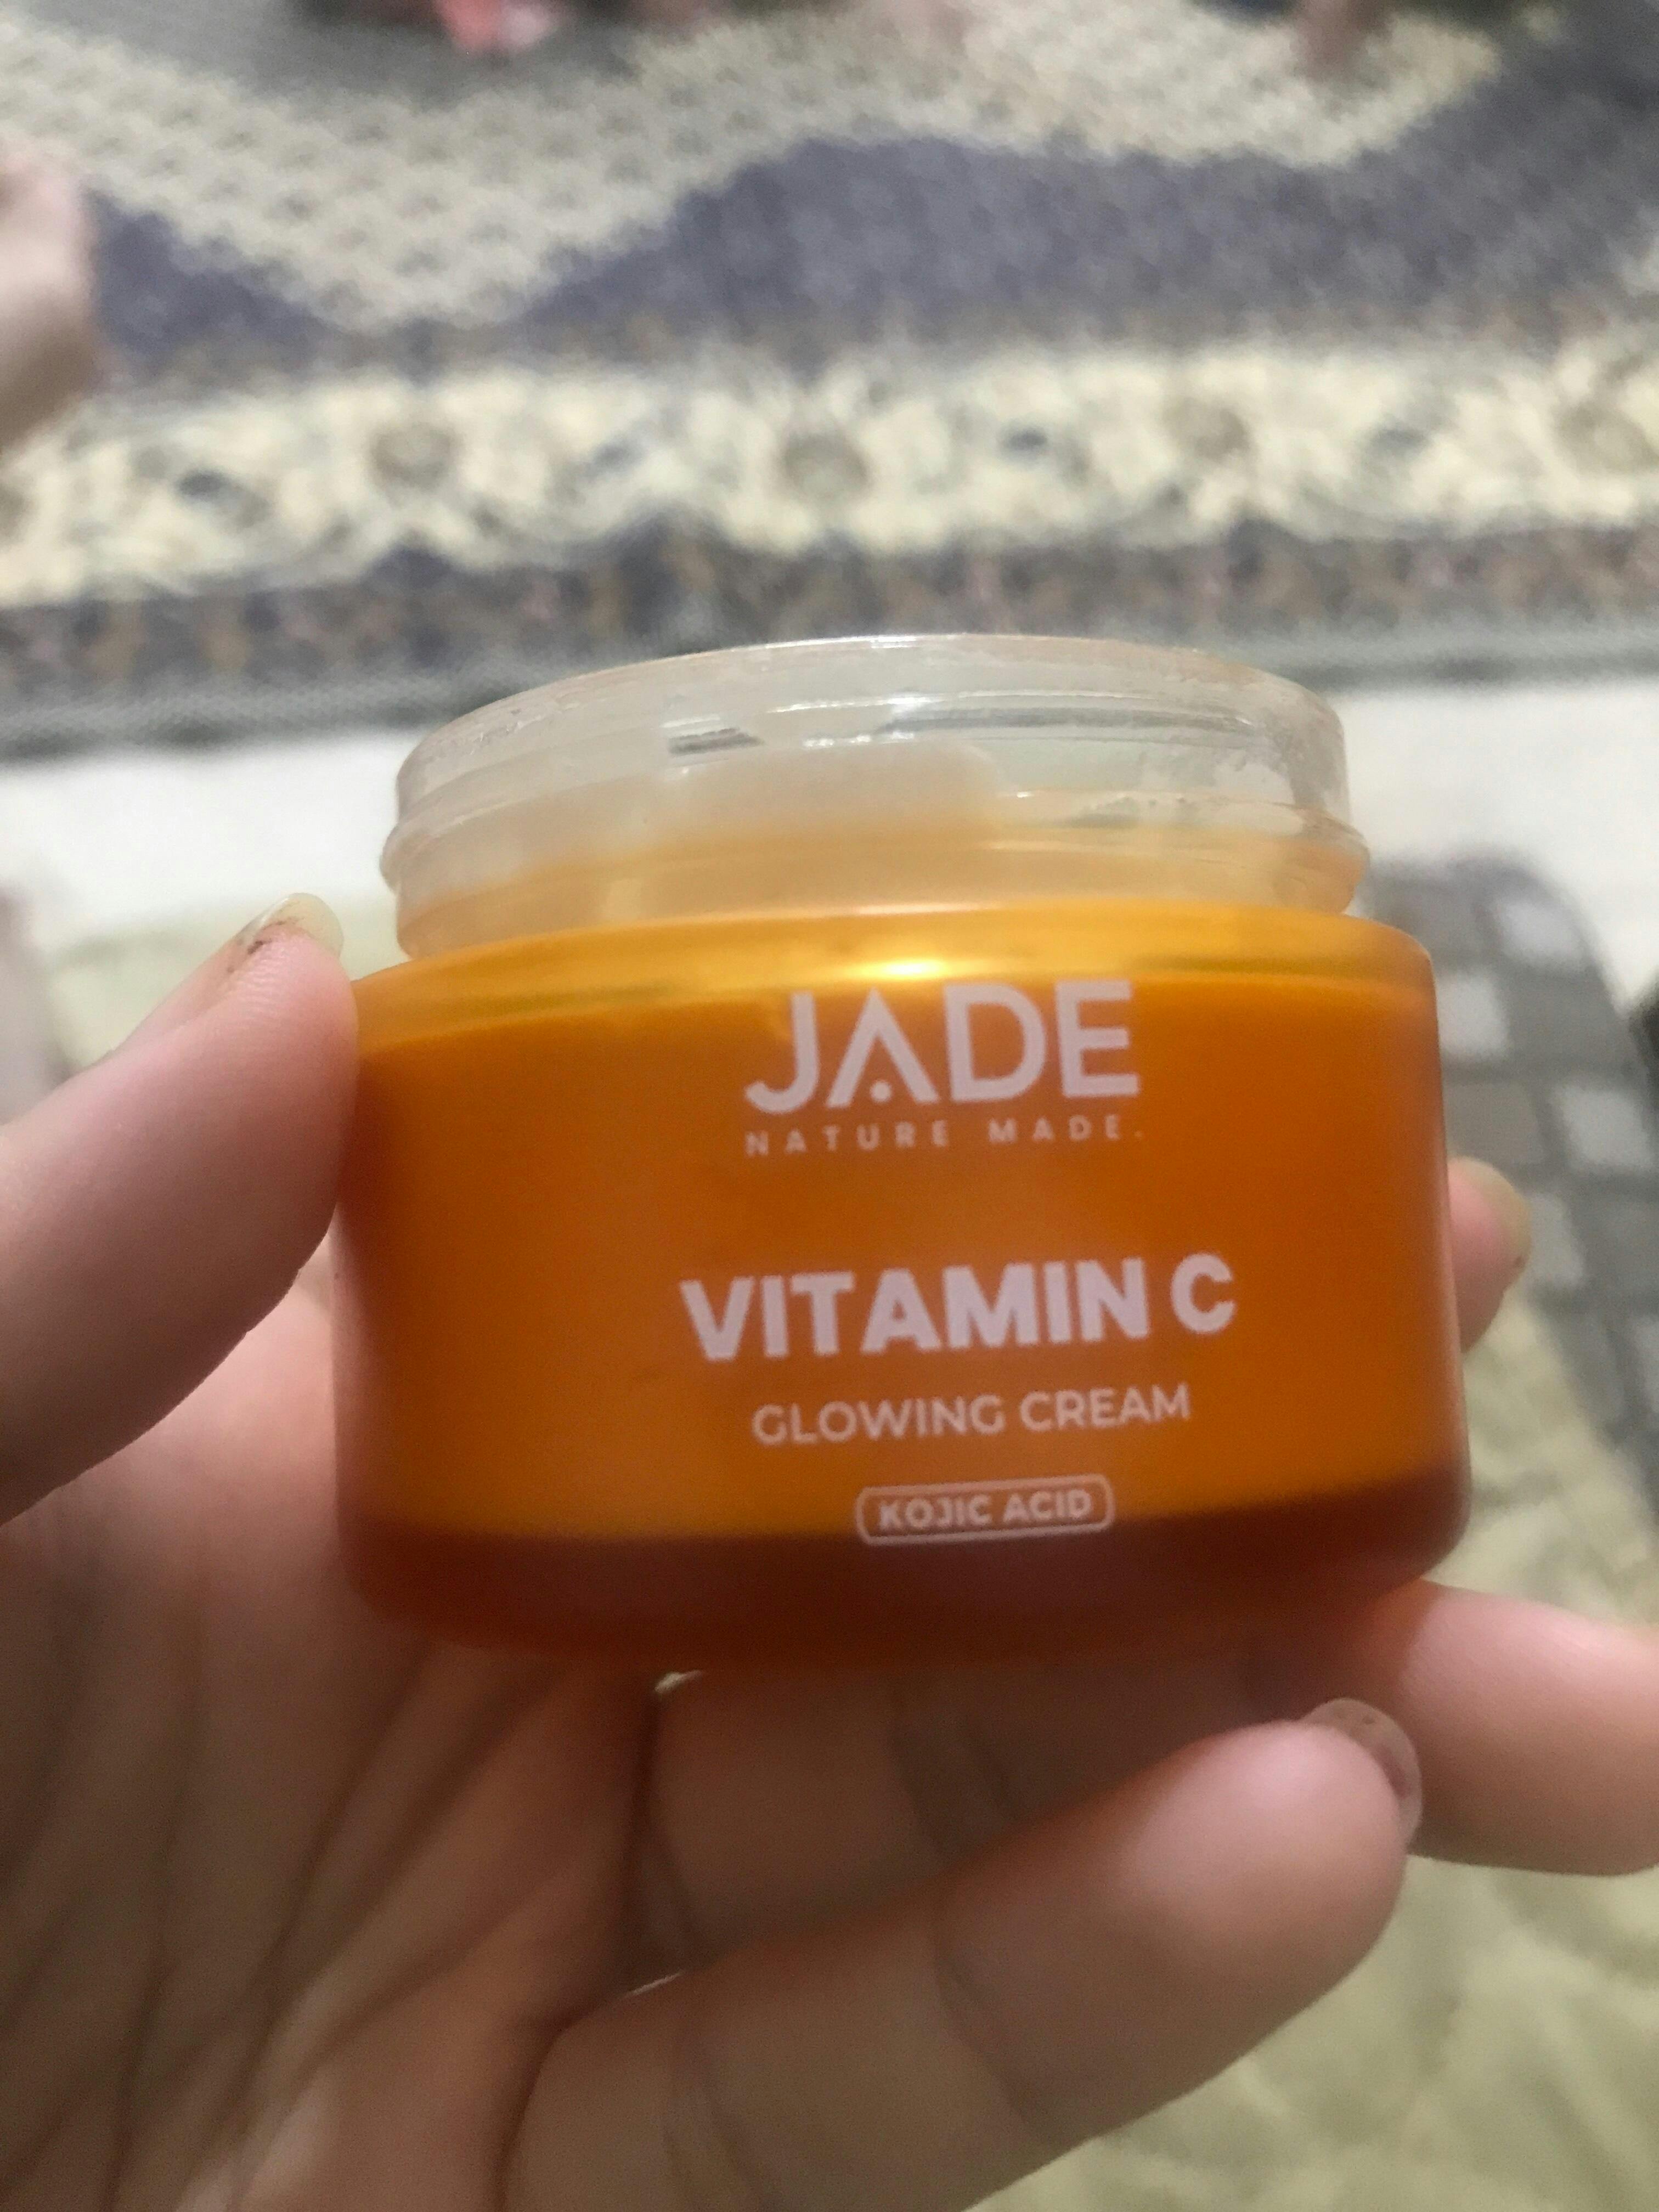 JADE
NATURE MADE.
VITAMIN C
GLOWING CREAM
KOJIC ACID